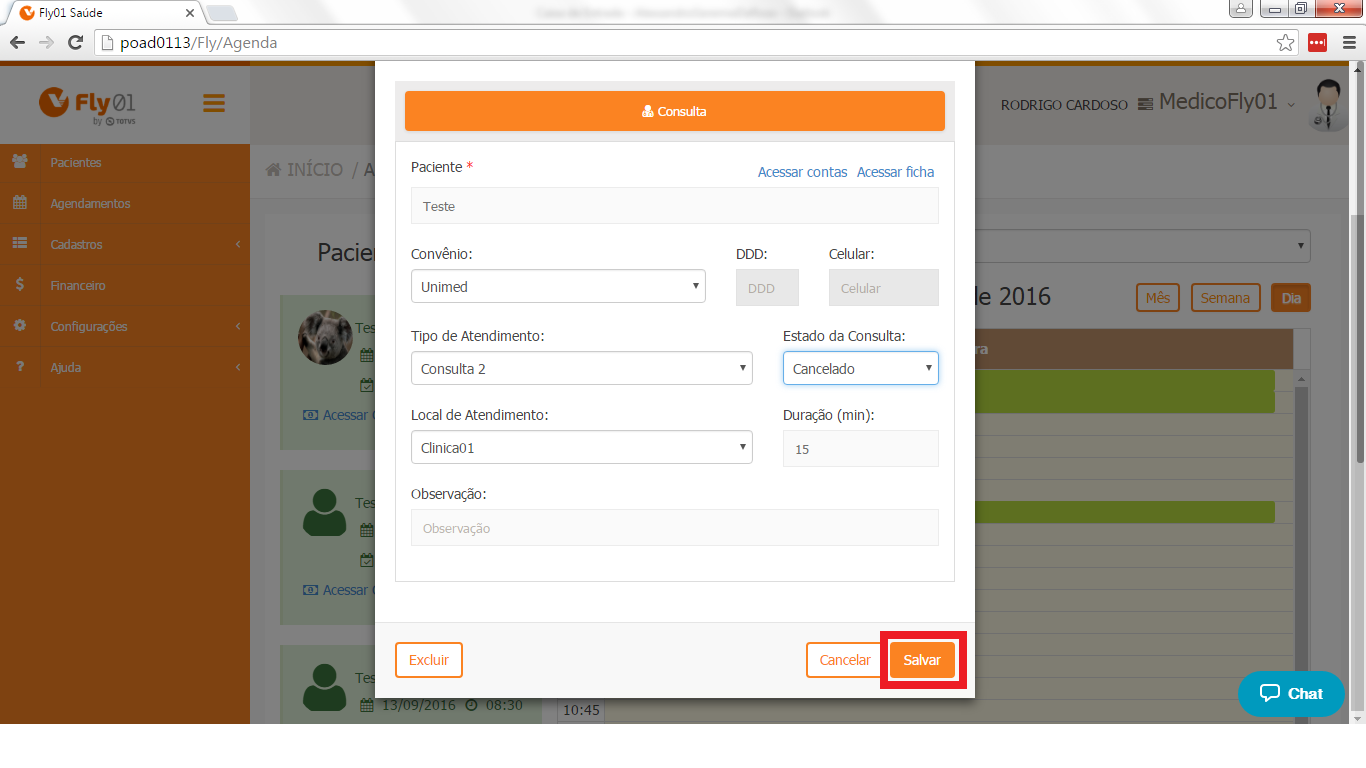 Fly01 Saúde
poad0113/Fly/Agenda
Fly01
by TOTVS
RODRIGO CARDOSO MedicoFly01
Pacientes
Agendamentos
Cadastros
Financeiro
Configurações
Ajuda
INÍCIO / A
Consulta
Paciente *
Acessar contas Acessar ficha
Teste
Convênio: DDD: Celular:
Unimed DDD Celular
Tipo de Atendimento: Estado da Consulta:
Consulta 2 Cancelado
Local de Atendimento: Duração (min):
Clinica01 15
Observação:
Observação
Excluir Cancelar Salvar
Pacie
Tes
Acessar
Tes
Acessar
Tes
13/09/2016 08:30
de 2016
Mês Semana Dia
ra
10:45
Chat